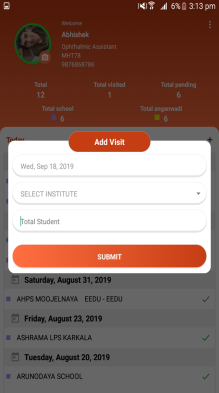 6% 3:13 pm
Welcome
Abhishek
Ophthalmic Assistant
MHT78
9876868786
Total Total visited Total pending
12 1 6
Total school Total anganwadi
6 6
Today
Add Visit
Wed, Sep 18, 2019
SELECT INSTITUTE
Total Student
SUBMIT
Saturday, August 31, 2019
AHPS MOOJELNAYA EEDU - EEDU
Friday, August 23, 2019
ASHRAMA LPS KARKALA
Tuesday, August 20, 2019
ARUNODAYA SCHOOL